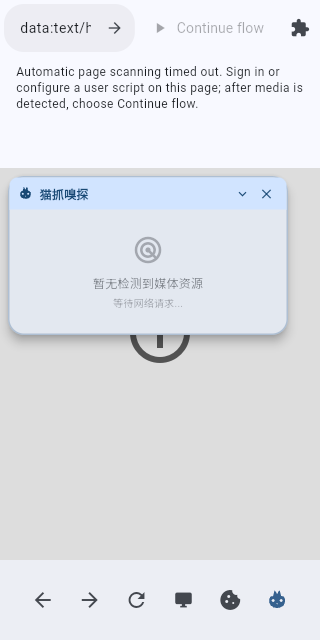 data:text/h
Continue flow
Automatic page scanning timed out. Sign in or
configure a user script on this page; after media is
detected, choose Continue flow.
猫抓嗅探
暂无检测到媒体资源
等待网络请求...